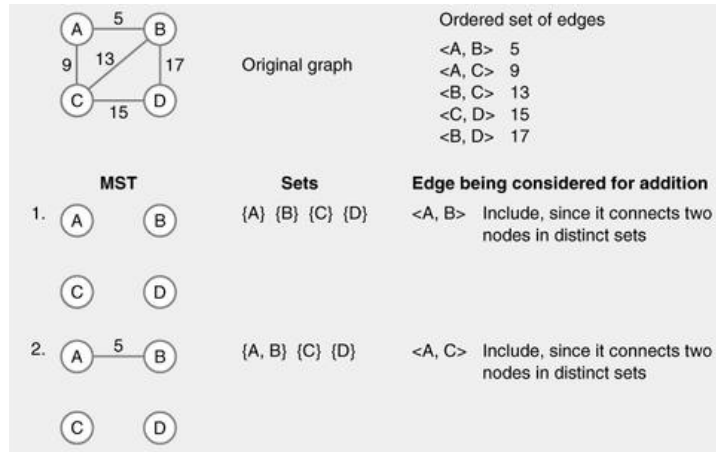 Ordered set of edges
A 5 B
<A, B> 5
9 13 17
Original graph
<A, C> 9
<B, C> 13
C 15 D
<C, D> 15
<B, D> 17
MST Sets Edge being considered for addition
1. A B {A} {B} {C} {D} <A, B> Include, since it connects two
nodes in distinct sets
C D
2. A 5 B {A, B} {C} {D} <A, C> Include, since it connects two
nodes in distinct sets
C D